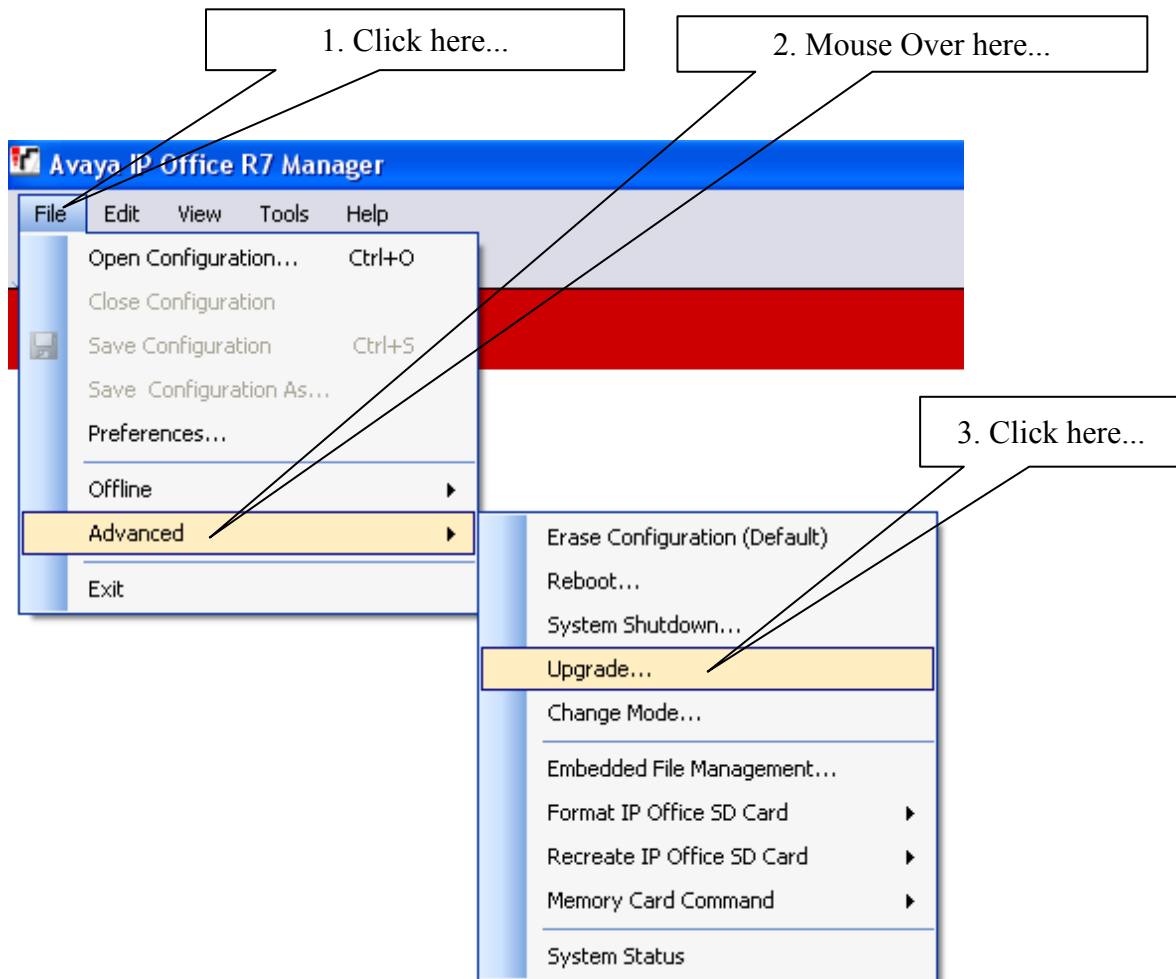 1. Click here...
2. Mouse Over here...
Avaya IP Office R7 Manager
File Edit View Tools Help
Open Configuration... Ctrl+O
Close Configuration
Save Configuration Ctrl+S
Save Configuration As...
Preferences...
3. Click here...
Offline
Advanced
Exit
Erase Configuration (Default)
Reboot...
System Shutdown...
Upgrade...
Change Mode...
Embedded File Management...
Format IP Office SD Card
Recreate IP Office SD Card
Memory Card Command
System Status